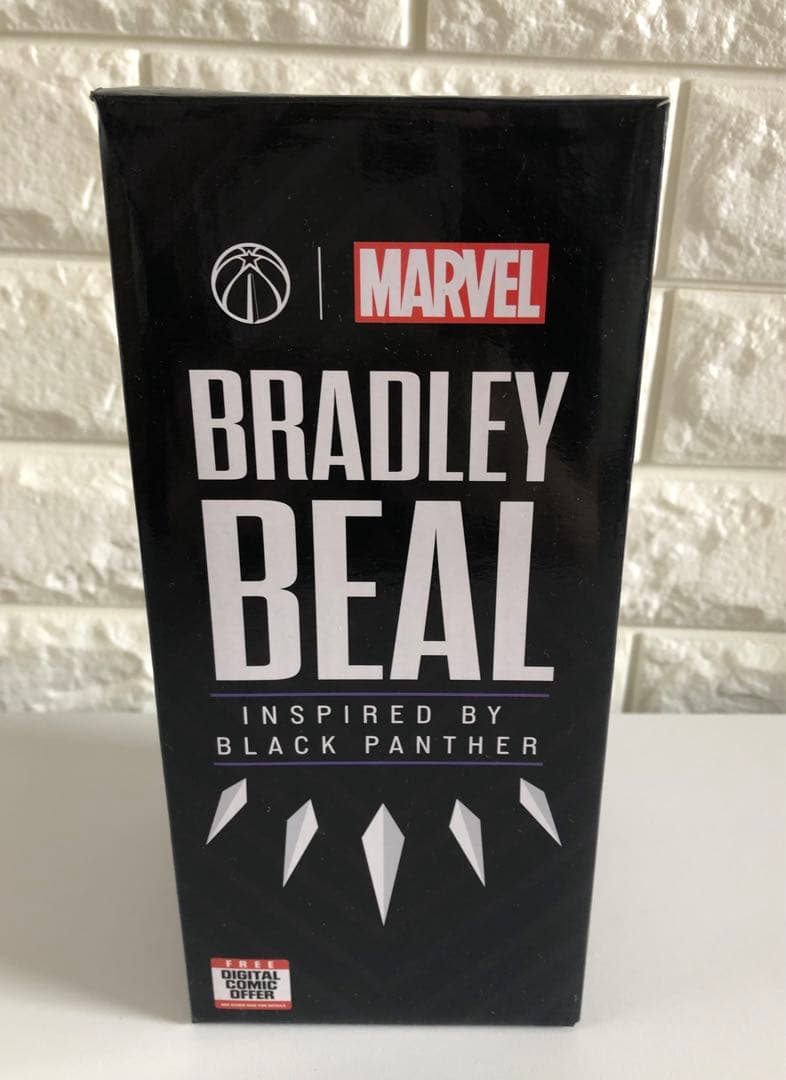 MARVEL
BRADLEY
BEAL
INSPIRED BY
BLACK PANTHER
FREE
DIGITAL
COMIC
OFFER